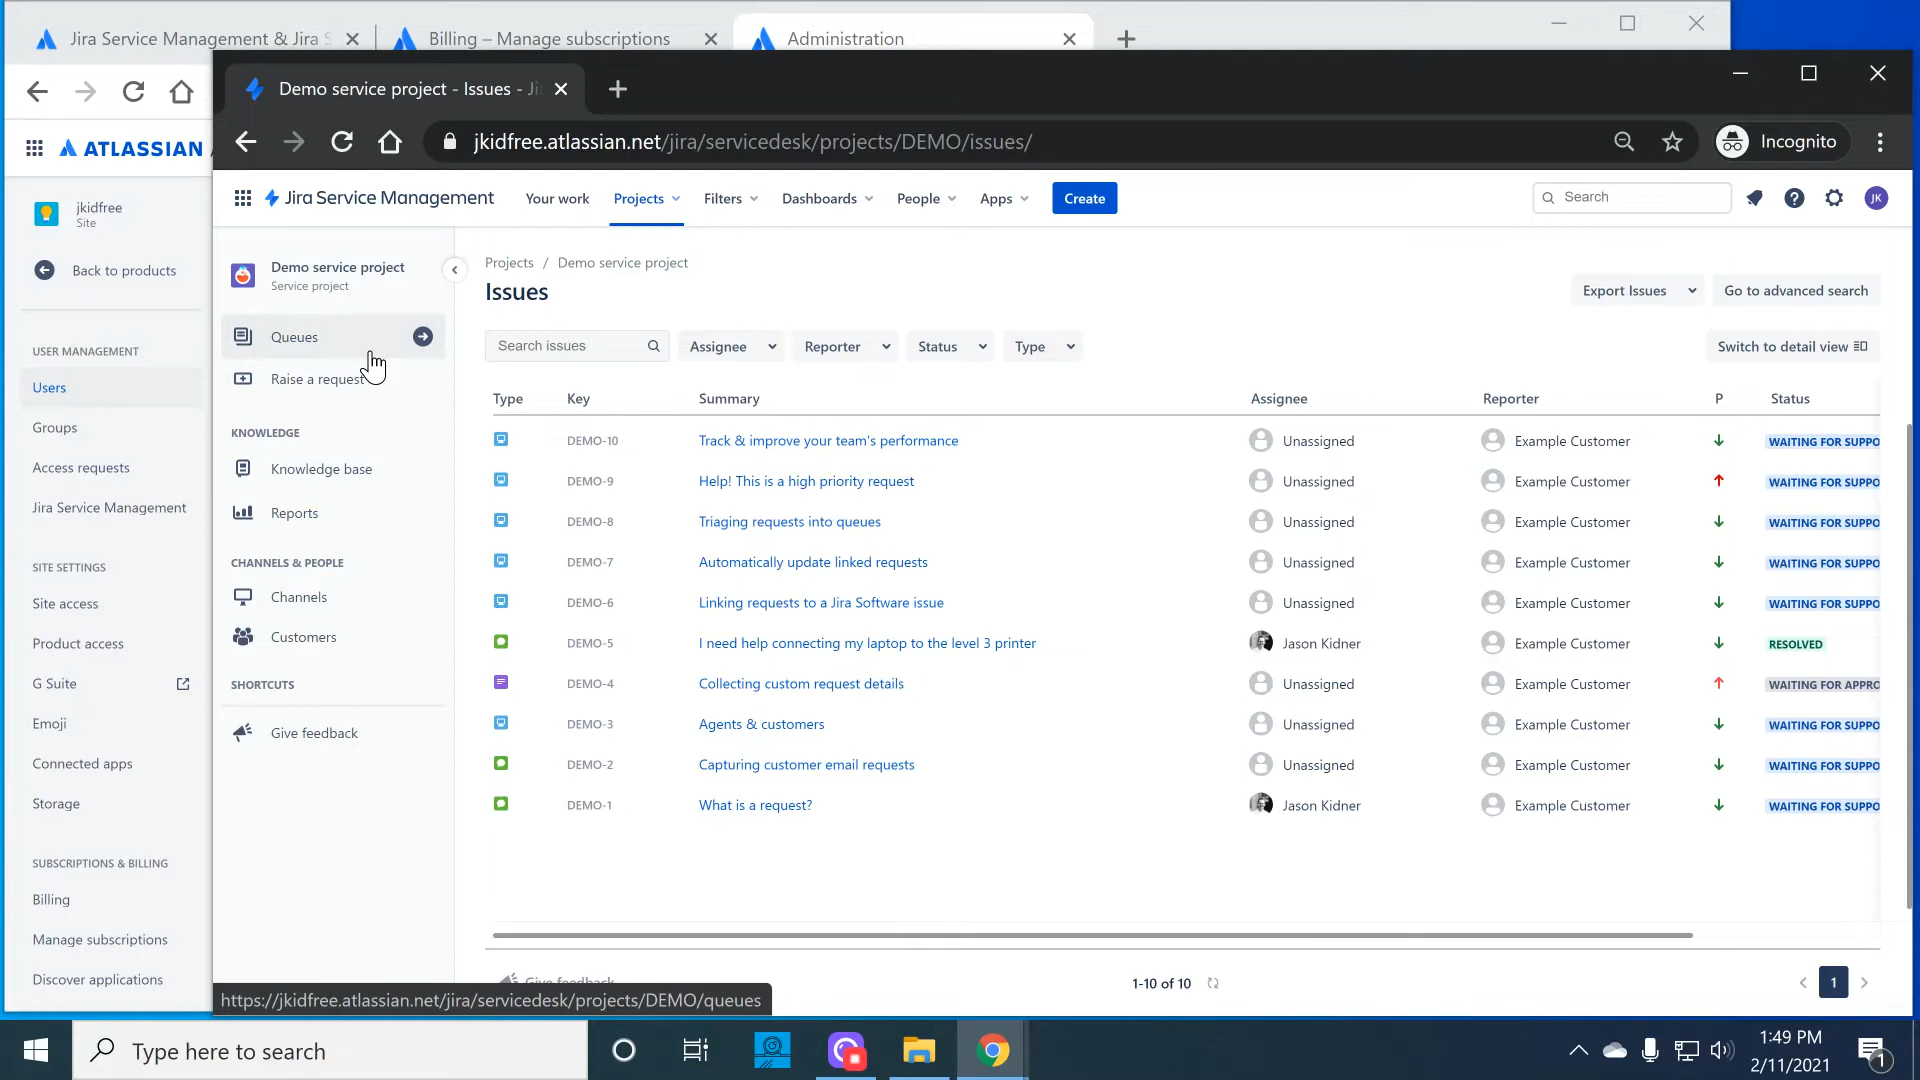 Jira Service Management & Jira S
Billing – Manage subscriptions
Administration
Demo service project - Issues - Ji
jkidfree.atlassian.net/jira/servicedesk/projects/DEMO/issues/
Incognito
ATLASSIAN
jkidfree
Site
Back to products
USER MANAGEMENT
Users
Groups
Access requests
Jira Service Management
SITE SETTINGS
Site access
Product access
G Suite
Emoji
Connected apps
Storage
SUBSCRIPTIONS & BILLING
Billing
Manage subscriptions
Discover applications
Jira Service Management
Your work
Projects
Filters
Dashboards
People
Apps
Create
Search
JK
Demo service project
Service project
Queues
Raise a request
KNOWLEDGE
Knowledge base
Reports
CHANNELS & PEOPLE
Channels
Customers
SHORTCUTS
Give feedback
Projects / Demo service project
Issues
Export Issues
Go to advanced search
Search issues
Assignee
Reporter
Status
Type
Switch to detail view
Type Key Summary Assignee Reporter P Status
DEMO-10 Track & improve your team's performance Unassigned Example Customer WAITING FOR SUPPO
DEMO-9 Help! This is a high priority request Unassigned Example Customer WAITING FOR SUPPO
DEMO-8 Triaging requests into queues Unassigned Example Customer WAITING FOR SUPPO
DEMO-7 Automatically update linked requests Unassigned Example Customer WAITING FOR SUPPO
DEMO-6 Linking requests to a Jira Software issue Unassigned Example Customer WAITING FOR SUPPO
DEMO-5 I need help connecting my laptop to the level 3 printer Jason Kidner Example Customer RESOLVED
DEMO-4 Collecting custom request details Unassigned Example Customer WAITING FOR APPRO
DEMO-3 Agents & customers Unassigned Example Customer WAITING FOR SUPPO
DEMO-2 Capturing customer email requests Unassigned Example Customer WAITING FOR SUPPO
DEMO-1 What is a request? Jason Kidner Example Customer WAITING FOR SUPPO
Give feedback
1-10 of 10
1
https://jkidfree.atlassian.net/jira/servicedesk/projects/DEMO/queues
Type here to search
1:49 PM
2/11/2021
1